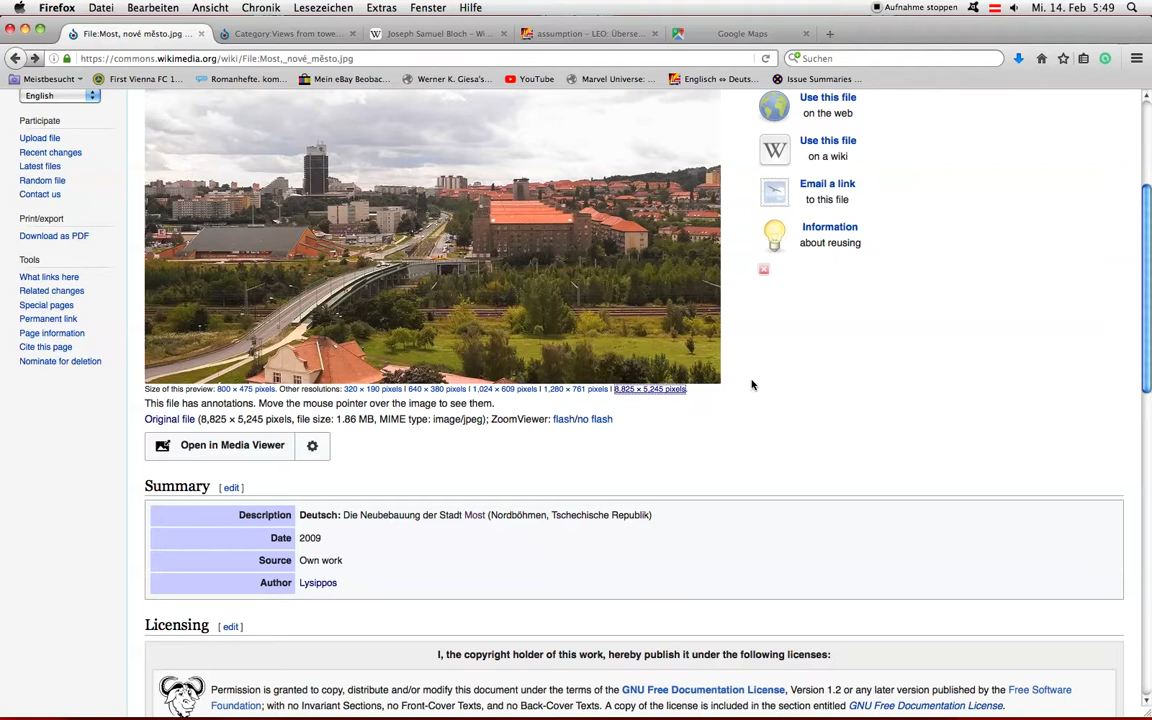 Firefox Datei Bearbeiten Ansicht Chronik Lesezeichen Extras Fenster Hilfe Aufnahme stoppen Mi. 14. Feb 5:49
File:Most, nové město.jpg ... Category Views from towe... Joseph Samuel Bloch – Wi... assumption – LEO: Überse... Google Maps
https://commons.wikimedia.org/wiki/File:Most,_nové_město.jpg Suchen
Meistbesucht First Vienna FC 1... Romanhefte. kom... Mein eBay Beobac... Werner K. Giesa's... YouTube Marvel Universe: ... Englisch ⇔ Deuts... Issue Summaries ...
English
Participate
Upload file
Recent changes
Latest files
Random file
Contact us
Print/export
Download as PDF
Tools
What links here
Related changes
Special pages
Permanent link
Page information
Cite this page
Nominate for deletion
Use this file
on the web
W
Use this file
on a wiki
Email a link
to this file
Information
about reusing
Size of this preview: 800 × 475 pixels. Other resolutions: 320 × 190 pixels | 640 × 380 pixels | 1,024 × 609 pixels | 1,280 × 761 pixels | 8,825 × 5,245 pixels.
This file has annotations. Move the mouse pointer over the image to see them.
Original file (8,825 × 5,245 pixels, file size: 1.86 MB, MIME type: image/jpeg); ZoomViewer: flash/no flash
Open in Media Viewer
Summary [ edit ]
Description Deutsch: Die Neubebauung der Stadt Most (Nordböhmen, Tschechische Republik)
Date 2009
Source Own work
Author Lysippos
Licensing [ edit ]
I, the copyright holder of this work, hereby publish it under the following licenses:
Permission is granted to copy, distribute and/or modify this document under the terms of the GNU Free Documentation License, Version 1.2 or any later version published by the Free Software
Foundation; with no Invariant Sections, no Front-Cover Texts, and no Back-Cover Texts. A copy of the license is included in the section entitled GNU Free Documentation License.